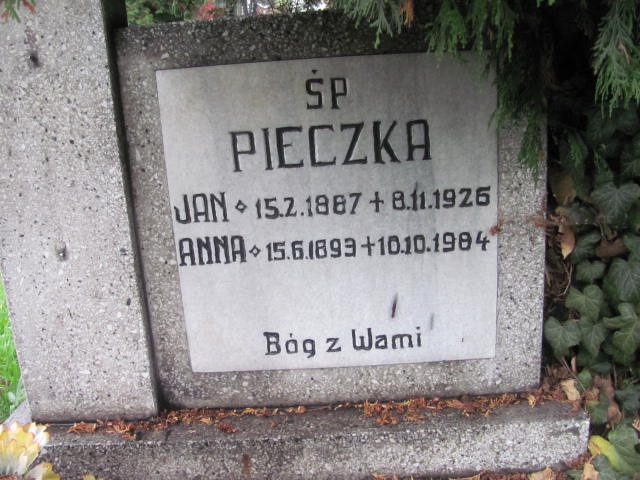 ŚP
PIECZKA
JAN ⋄ 15.2.1887 + 8.11.1926
ANNA ⋄ 15.6.1893 + 10.10.1984
Bóg z Wami